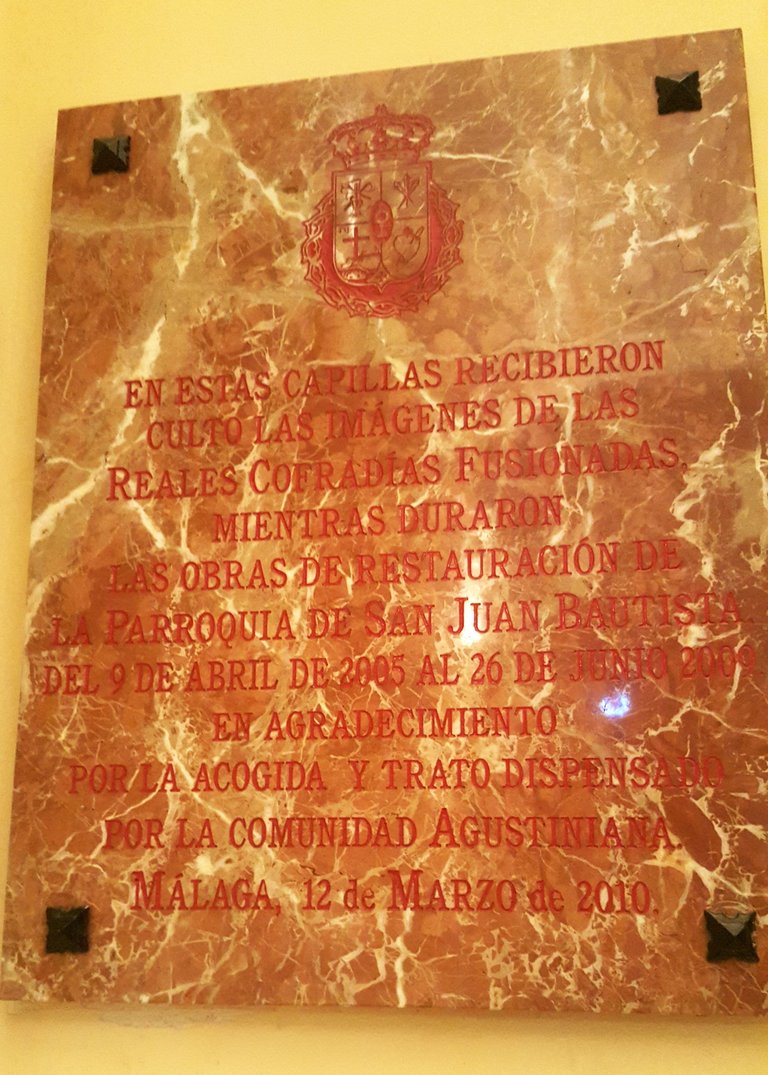 EN ESTAS CAPILLAS RECIBIERON
CULTO LAS IMÁGENES DE LAS
REALES COFRADÍAS FUSIONADAS,
MIENTRAS DURARON
LAS OBRAS DE RESTAURACIÓN DE
LA PARROQUIA DE SAN JUAN BAUTISTA.
DEL 9 DE ABRIL DE 2005 AL 26 DE JUNIO 2009
EN AGRADECIMIENTO
POR LA ACOGIDA Y TRATO DISPENSADO
POR LA COMUNIDAD AGUSTINIANA.
MÁLAGA, 12 de MARZO de 2010.